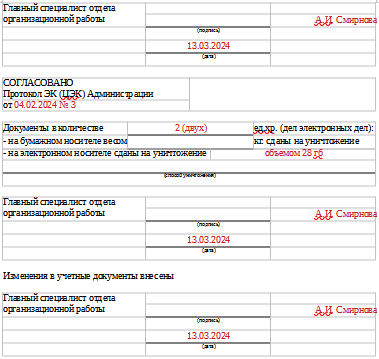 Главный специалист отдела
организационной работы
А.И. Смирнова
(подпись)
13.03.2024
(дата)
СОГЛАСОВАНО
Протокол ЭК (ЦЭК) Администрации
от 04.02.2024 № 3
Документы в количестве 2 (двух) ед.хр. (дел электронных дел):
- на бумажном носителе весом кг. сданы на уничтожение
- на электронном носителе сданы на уничтожение объемом 28 гб
(способ уничтожения)
Главный специалист отдела
организационной работы
А.И. Смирнова
(подпись)
13.03.2024
(дата)
Изменения в учетные документы внесены
Главный специалист отдела
организационной работы
А.И. Смирнова
(подпись)
13.03.2024
(дата)